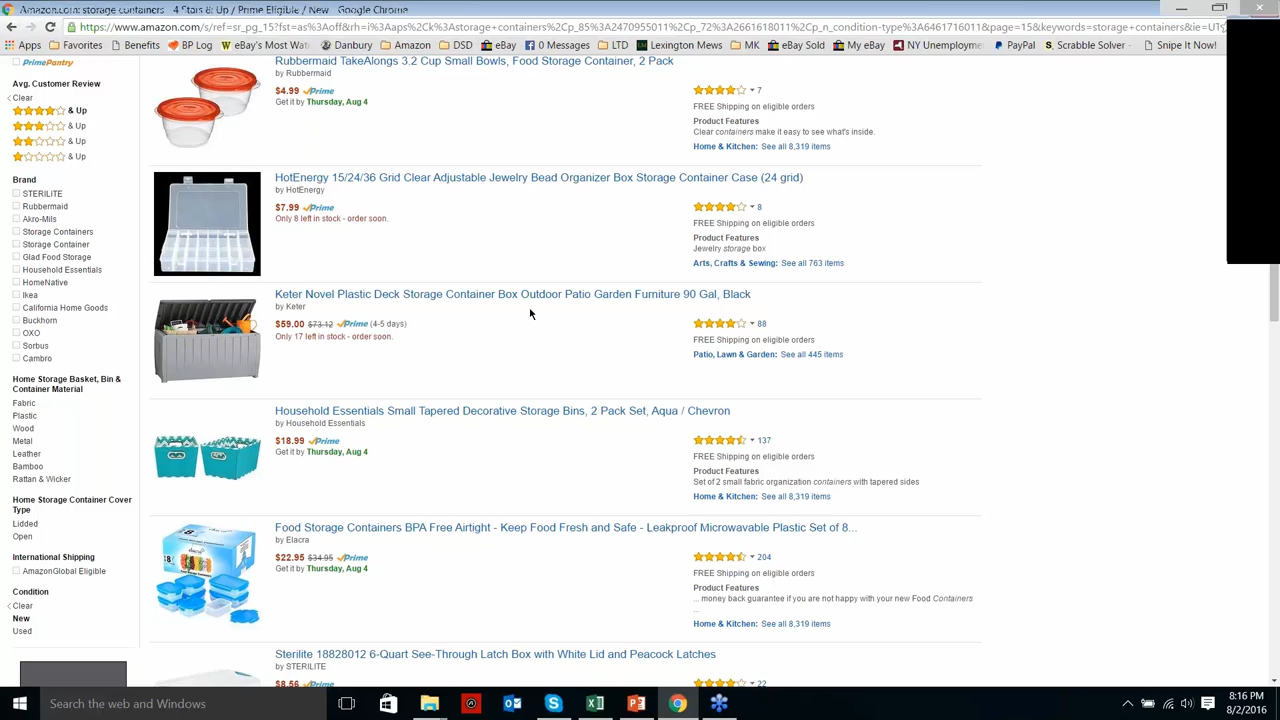 https://www.amazon.com/s/ref=sr_pg_15?fst=as%3Aoff&rh=i%3Aaps%2Ck%3Astorage+containers%2Cp_85%3A2470955011%2Cp_72%3A2661618011%2Cp_n_condition-type%3A6461716011&page=15&keywords=storage+containers&ie=UT
Apps Favorites Benefits BP Log eBay's Most Wat Danbury Amazon DSD eBay 0 Messages LTD Lexington Mews MK eBay Sold My eBay NY Unemployme PayPal Scrabble Solver - Snipe It Now!
PrimePantry
Avg. Customer Review
Clear
& Up
& Up
& Up
& Up
Brand
STERILITE
Rubbermaid
Akro-Mils
Storage Containers
Storage Container
Glad Food Storage
Household Essentials
HomeNative
Ikea
California Home Goods
Buckhorn
OXO
Sorbus
Cambro
Home Storage Basket, Bin &
Container Material
Fabric
Plastic
Wood
Metal
Leather
Bamboo
Rattan & Wicker
Home Storage Container Cover
Type
Lidded
Open
International Shipping
AmazonGlobal Eligible
Condition
Clear
New
Used
Rubbermaid TakeAlongs 3.2 Cup Small Bowls, Food Storage Container, 2 Pack
by Rubbermaid
$4.99 Prime
Get it by Thursday, Aug 4
7
FREE Shipping on eligible orders
Product Features
Clear containers make it easy to see what's inside.
Home & Kitchen: See all 8,319 items
HotEnergy 15/24/36 Grid Clear Adjustable Jewelry Bead Organizer Box Storage Container Case (24 grid)
by HotEnergy
$7.99 Prime
Only 8 left in stock - order soon.
8
FREE Shipping on eligible orders
Product Features
Jewelry storage box
Arts, Crafts & Sewing: See all 763 items
Keter Novel Plastic Deck Storage Container Box Outdoor Patio Garden Furniture 90 Gal, Black
by Keter
$59.00 $73.12 Prime (4-5 days)
Only 17 left in stock - order soon.
88
FREE Shipping on eligible orders
Patio, Lawn & Garden: See all 445 items
Household Essentials Small Tapered Decorative Storage Bins, 2 Pack Set, Aqua / Chevron
by Household Essentials
$18.99 Prime
Get it by Thursday, Aug 4
137
FREE Shipping on eligible orders
Product Features
Set of 2 small fabric organization containers with tapered sides
Home & Kitchen: See all 8,319 items
Food Storage Containers BPA Free Airtight - Keep Food Fresh and Safe - Leakproof Microwavable Plastic Set of 8...
by Elacra
$22.95 $34.95 Prime
Get it by Thursday, Aug 4
204
FREE Shipping on eligible orders
Product Features
... money back guarantee if you are not happy with your new Food Containers
...
Home & Kitchen: See all 8,319 items
Sterilite 18828012 6-Quart See-Through Latch Box with White Lid and Peacock Latches
by STERILITE
$8.56 Prime
22
Search the web and Windows
8:16 PM
8/2/2016